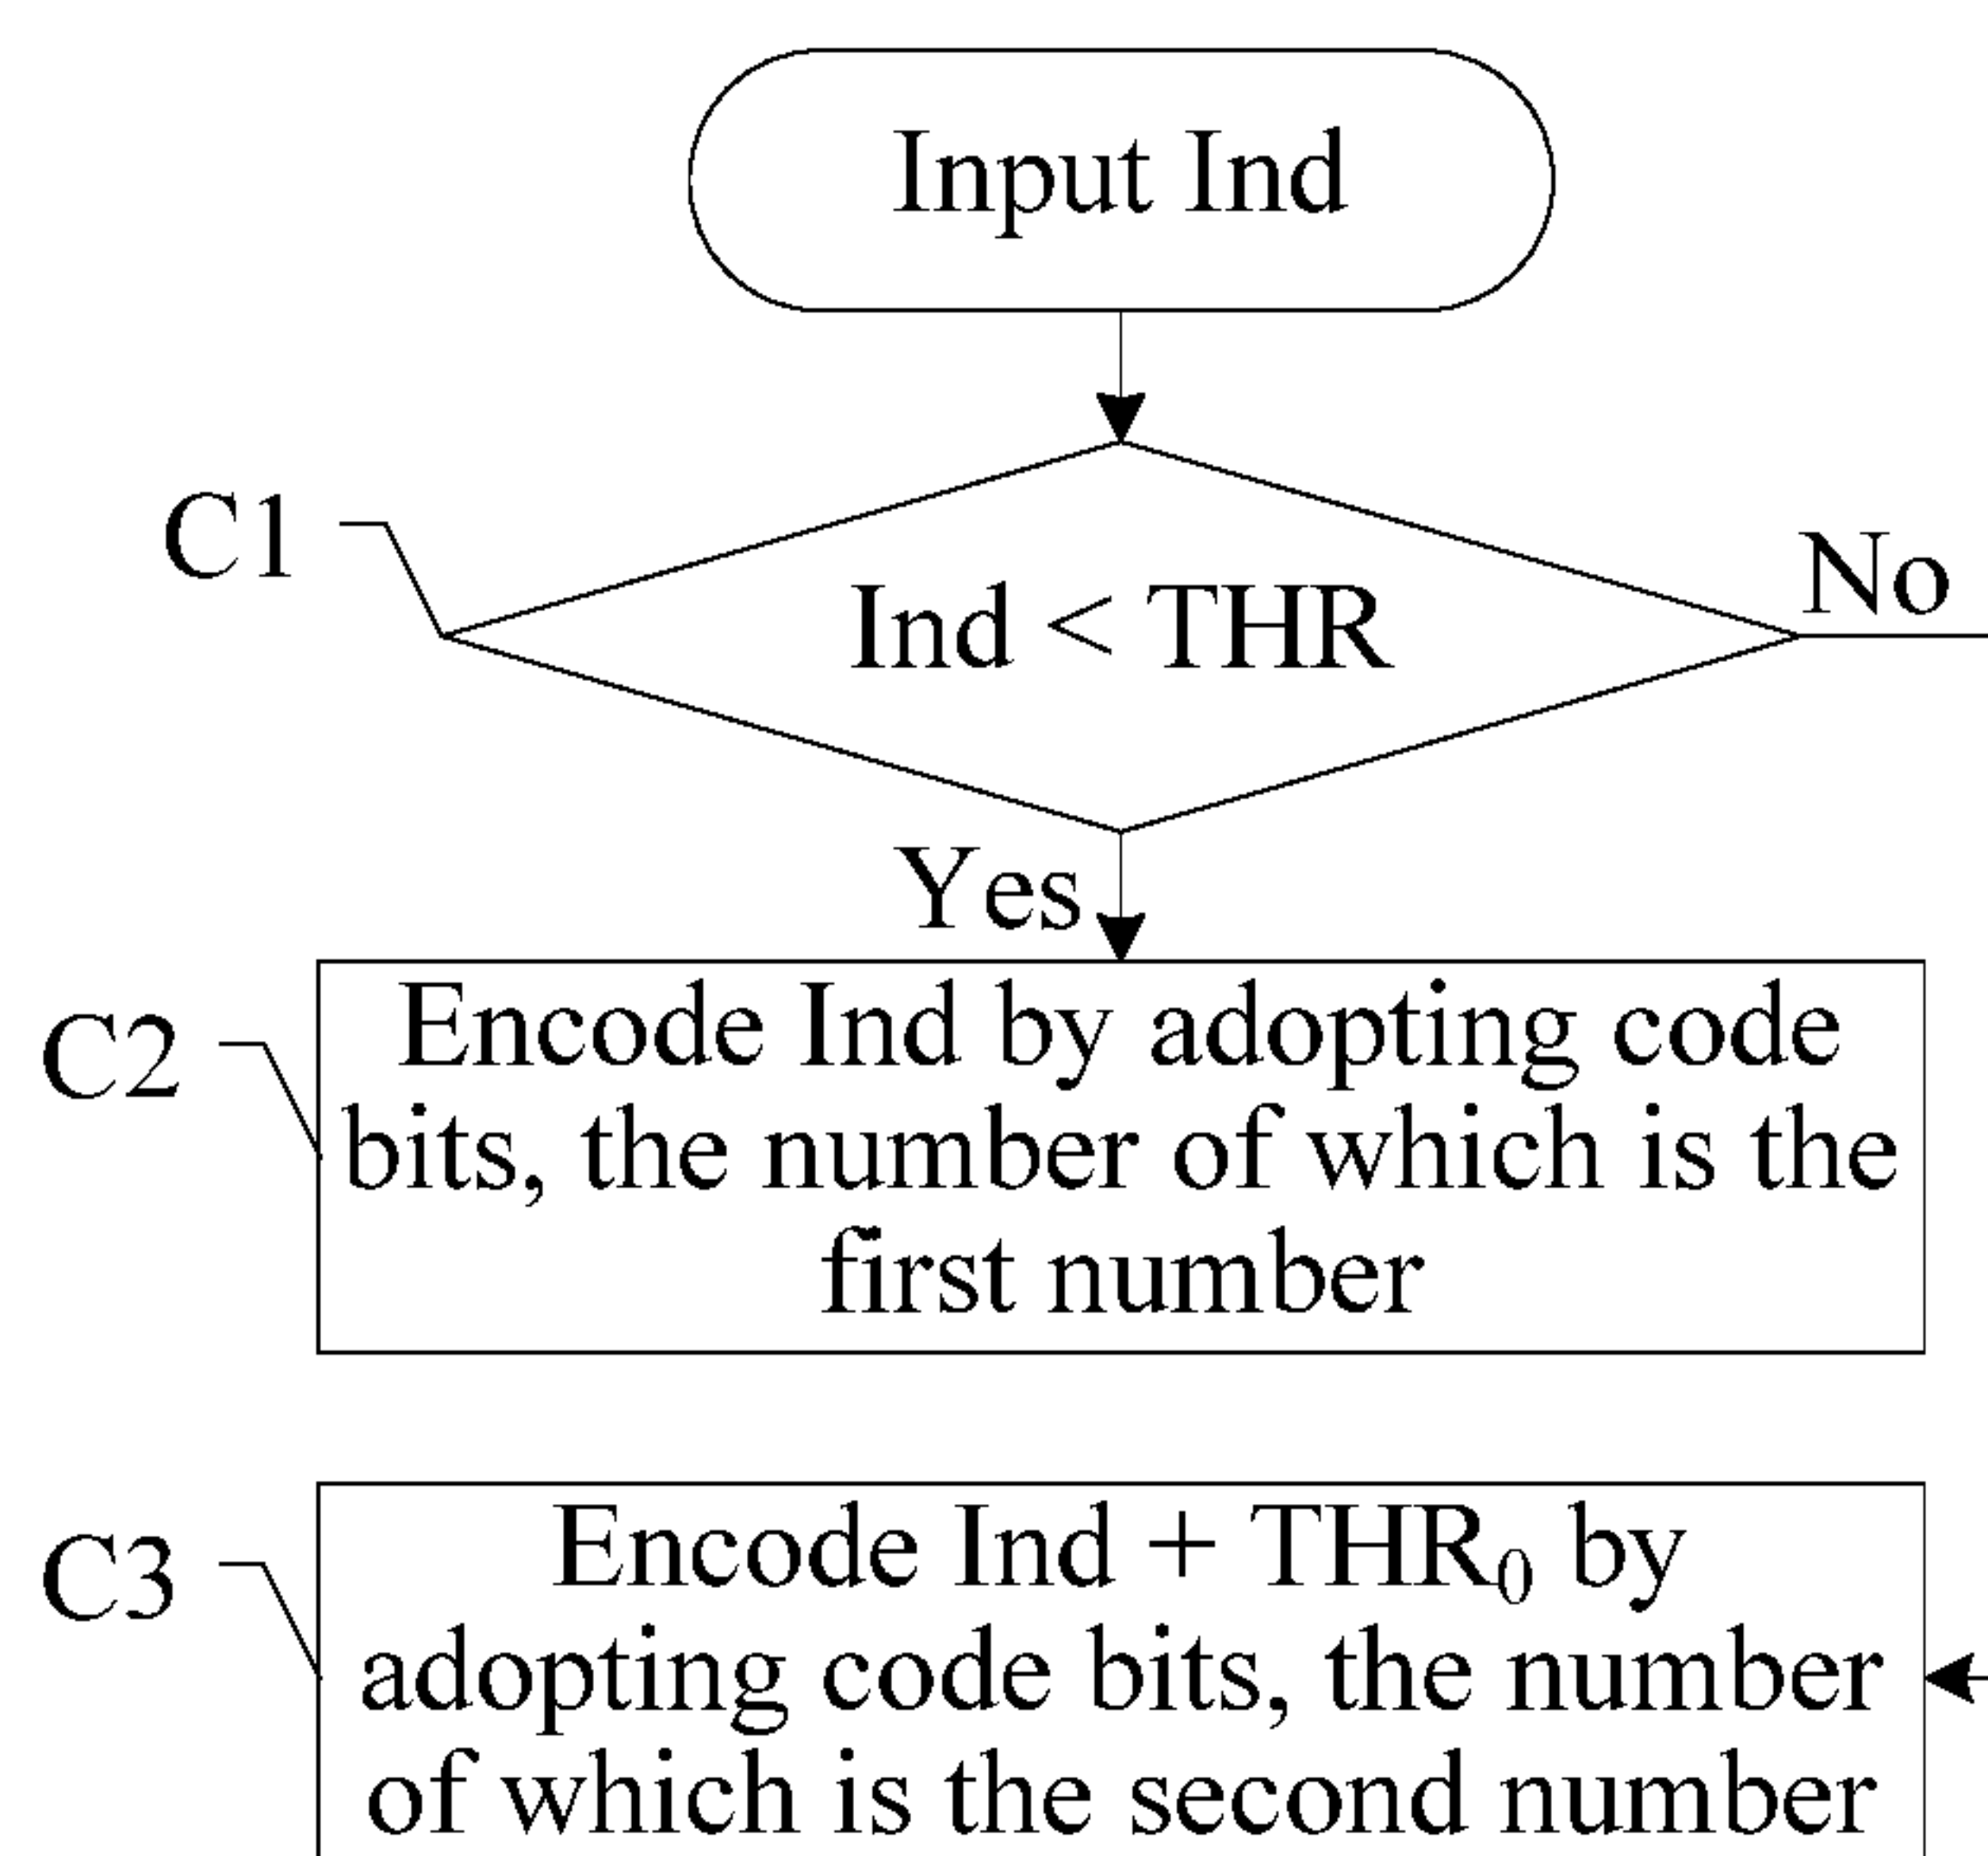 Input Ind
C1
Ind < THR
No
Yes
C2
Encode Ind by adopting code
bits, the number of which is the
first number
C3
Encode Ind + THR₀ by
adopting code bits, the number
of which is the second number